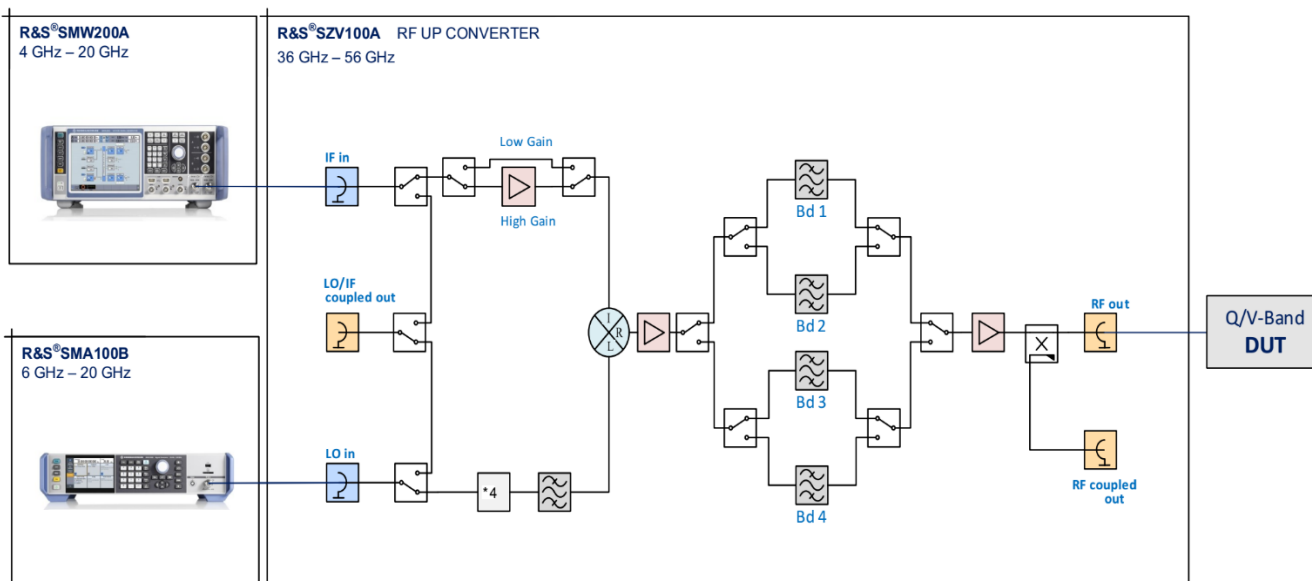 R&S®SMW200A
4 GHz – 20 GHz
R&S®SZV100A RF UP CONVERTER
36 GHz – 56 GHz
Low Gain
IF in
High Gain
Bd 1
LO/IF
coupled out
Bd 2
I
R
L
RF out
X
Q/V-Band
DUT
R&S®SMA100B
6 GHz – 20 GHz
Bd 3
LO in
*4
RF coupled
out
Bd 4